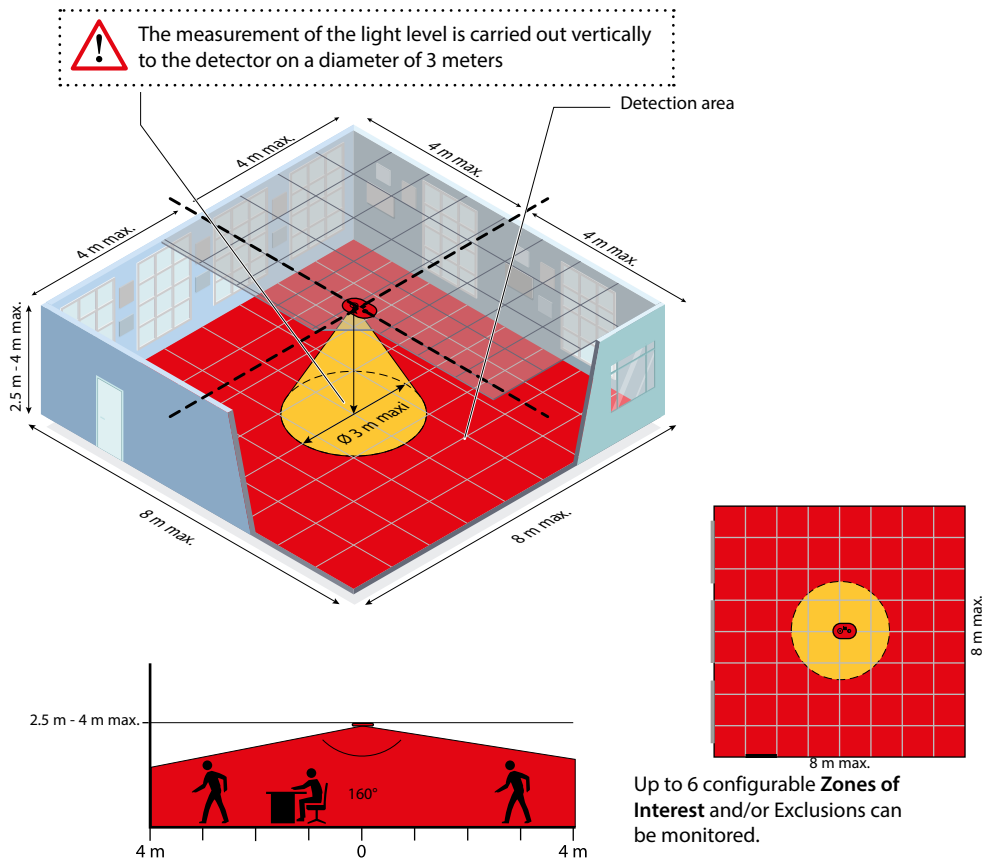 The measurement of the light level is carried out vertically
to the detector on a diameter of 3 meters
Detection area
4 m max.
4 m max.
4 m max.
4 m max.
2.5 m - 4 m max.
Ø 3 m maxi
8 m max.
8 m max.
8 m max.
8 m max.
2.5 m - 4 m max.
160°
4 m
0
4 m
Up to 6 configurable Zones of
Interest and/or Exclusions can
be monitored.